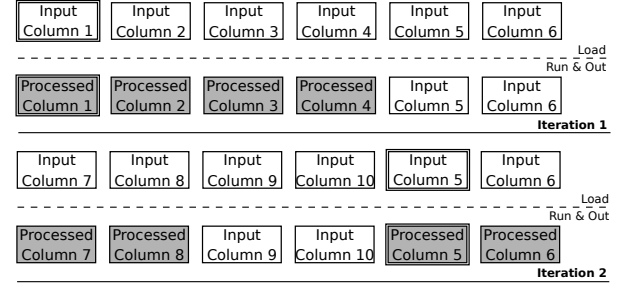 Input Input Input Input Input Input
Column 1 Column 2 Column 3 Column 4 Column 5 Column 6
Load
Run & Out
Processed Processed Processed Processed Input Input
Column 1 Column 2 Column 3 Column 4 Column 5 Column 6
Iteration 1
Input Input Input Input Input Input
Column 7 Column 8 Column 9 Column 10 Column 5 Column 6
Load
Run & Out
Processed Processed Input Input Processed Processed
Column 7 Column 8 Column 9 Column 10 Column 5 Column 6
Iteration 2